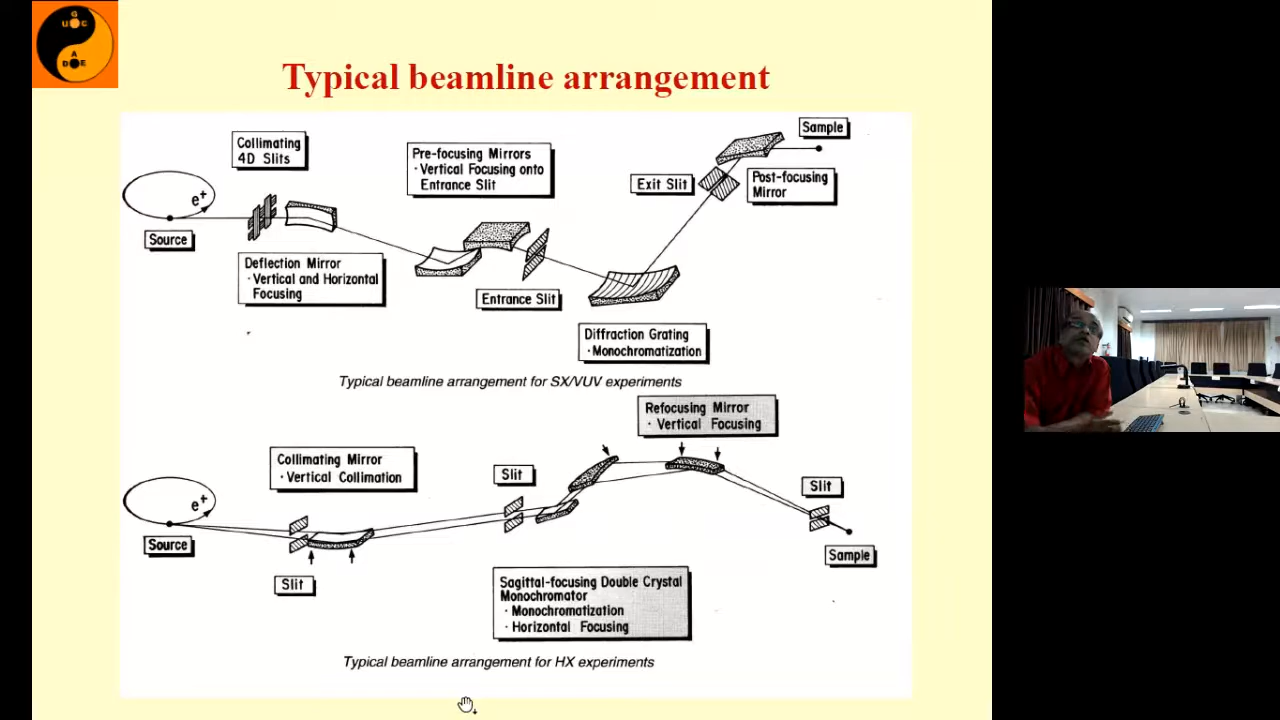 G
U G C
A
D A E
Typical beamline arrangement
Collimating
4D Slits
Pre-focusing Mirrors
· Vertical Focusing onto
Entrance Slit
Sample
Exit Slit
Post-focusing
Mirror
e+
Source
Deflection Mirror
· Vertical and Horizontal
Focusing
Entrance Slit
Diffraction Grating
· Monochromatization
Typical beamline arrangement for SX/VUV experiments
Refocusing Mirror
· Vertical Focusing
Collimating Mirror
· Vertical Collimation
Slit
Slit
e+
Source
Sample
Slit
Sagittal-focusing Double Crystal
Monochromator
· Monochromatization
· Horizontal Focusing
Typical beamline arrangement for HX experiments